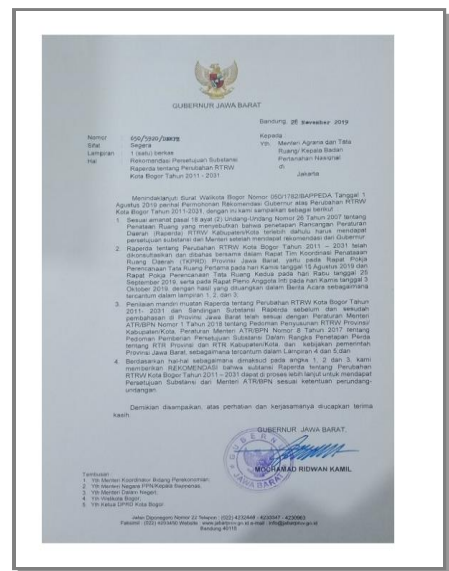 GUBERNUR JAWA BARAT
Bandung, 26 November 2019
Nomor : 050/5920/
Sifat : Segera
Lampiran : 1 (satu) berkas
Hal : Rekomendasi Persetujuan Substansi
Raperda tentang Perubahan RTRW
Kota Bogor Tahun 2011 - 2031
Kepada
Yth. Menteri Agraria dan Tata
Ruang/ Kepala Badan
Pertanahan Nasional
di
Jakarta
Menindaklanjuti Surat Walikota Bogor Nomor 050/1762/BAPPEDA Tanggal 1
Agustus 2019 perihal Permohonan Rekomendasi Gubernur atas Perubahan RTRW
Kota Bogor Tahun 2011-2031, dengan ini kami sampaikan sebagai berikut
1. Sesuai amanat pasal 18 ayat (2) Undang-Undang Nomor 26 Tahun 2007 tentang
Penataan Ruang yang menyebutkan bahwa penetapan Rancangan Peraturan
Daerah (Raperda) RTRW Kabupaten/Kota terlebih dahulu harus mendapat
persetujuan substansi dari Menteri setelah mendapat rekomendasi dari Gubernur.
2. Raperda tentang Perubahan RTRW Kota Bogor Tahun 2011 – 2031 telah
dikonsultasikan dan dibahas bersama dalam Rapat Tim Koordinasi Penataan
Ruang Daerah (TKPRD) Provinsi Jawa Barat, yaitu pada Rapat Pokja
Perencanaan Tata Ruang Pertama pada hari Kamis tanggal 15 Agustus 2019 dan
Rapat Pokja Perencanaan Tata Ruang Kedua pada hari Rabu tanggal 25
September 2019, serta pada Rapat Pleno Anggota Inti pada hari Kamis tanggal 3
Oktober 2019, dengan hasil yang dituangkan dalam Berita Acara sebagaimana
tercantum dalam lampiran 1, 2, dan 3.
3. Penilaian mandiri muatan Raperda tentang Perubahan RTRW Kota Bogor Tahun
2011- 2031 dan Sandingan Substansi Raperda sebelum dan sesudah
pembahasan di Provinsi Jawa Barat telah sesuai dengan Peraturan Menteri
ATR/BPN Nomor 1 Tahun 2018 tentang Pedoman Penyusunan RTRW Provinsi/
Kabupaten/Kota, Peraturan Menteri ATR/BPN Nomor 8 Tahun 2017 tentang
Pedoman Pemberian Persetujuan Substansi Dalam Rangka Penetapan Perda
tentang RTR Provinsi dan RTR Kabupaten/Kota, dan kebijakan pemerintah
Provinsi Jawa Barat, sebagaimana tercantum dalam Lampiran 4 dan 5,dan
4. Berdasarkan hal-hal sebagaimana dimaksud pada angka 1, 2, dan 3, kami
memberikan REKOMENDASI bahwa subtansi Raperda tentang Perubahan
RTRW Kota Bogor Tahun 2011 – 2031 dapat di proses lebih lanjut untuk mendapat
Persetujuan Substansi dari Menteri ATR/BPN sesuai ketentuan perundang-
undangan.
Demikian disampaikan, atas perhatian dan kerjasamanya diucapkan terima
kasih.
GUBERNUR JAWA BARAT,
GUBERNUR
JAWA BARAT
MOCHAMAD RIDWAN KAMIL
Tembusan :
1. Yth Menteri Koordinator Bidang Perekonomian;
2. Yth Menteri Negara PPN/Kepala Bappenas;
3. Yth Menteri Dalam Negeri;
4. Yth Walikota Bogor;
5. Yth Ketua DPRD Kota Bogor.
Jalan Diponegoro Nomor 22 Telepon : (022) 4232448 - 4233347 - 4230963
Faksimil : (022) Website : www.jabarprov.go.id e-mail : info@jabarprov.go.id
Bandung 40115